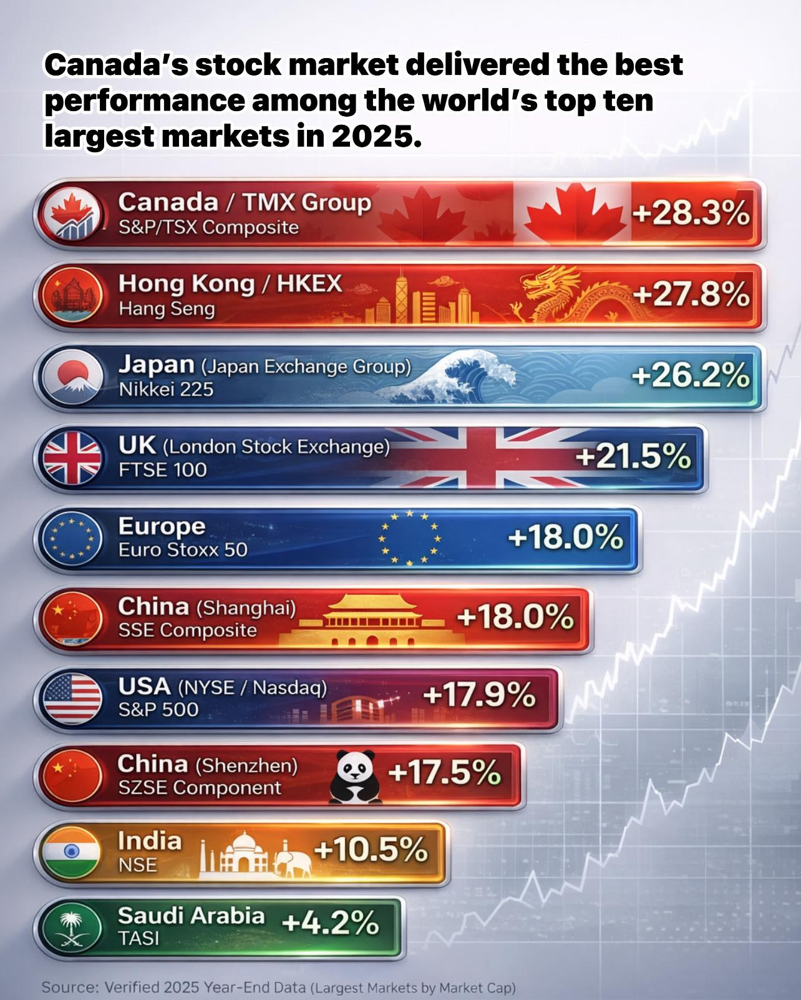 Canada’s stock market delivered the best
performance among the world’s top ten
largest markets in 2025.
Canada / TMX Group
S&P/TSX Composite
+28.3%
Hong Kong / HKEX
Hang Seng
+27.8%
Japan (Japan Exchange Group)
Nikkei 225
+26.2%
UK (London Stock Exchange)
FTSE 100
+21.5%
Europe
Euro Stoxx 50
+18.0%
China (Shanghai)
SSE Composite
+18.0%
USA (NYSE / Nasdaq)
S&P 500
+17.9%
China (Shenzhen)
SZSE Component
+17.5%
India
NSE
+10.5%
Saudi Arabia
TASI
+4.2%
Source: Verified 2025 Year-End Data (Largest Markets by Market Cap)